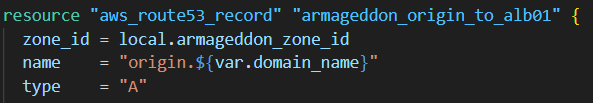 resource "aws_route53_record" "armageddon_origin_to_alb01" {
  zone_id = local.armageddon_zone_id
  name    = "origin.${var.domain_name}"
  type    = "A"